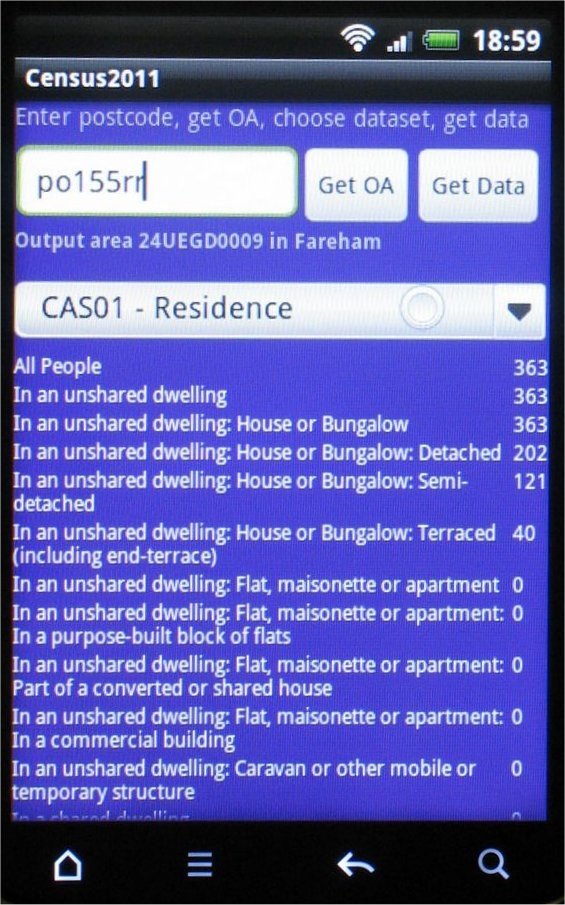 18:59
Census2011
Enter postcode, get OA, choose dataset, get data
po155rr
Get OA
Get Data
Output area 24UEGD0009 in Fareham
CAS01 - Residence
All People 363
In an unshared dwelling 363
In an unshared dwelling: House or Bungalow 363
In an unshared dwelling: House or Bungalow: Detached 202
In an unshared dwelling: House or Bungalow: Semi- 121
detached
In an unshared dwelling: House or Bungalow: Terraced 40
(including end-terrace)
In an unshared dwelling: Flat, maisonette or apartment 0
In an unshared dwelling: Flat, maisonette or apartment: 0
In a purpose-built block of flats
In an unshared dwelling: Flat, maisonette or apartment: 0
Part of a converted or shared house
In an unshared dwelling: Flat, maisonette or apartment: 0
In a commercial building
In an unshared dwelling: Caravan or other mobile or 0
temporary structure
In a shared dwelling 0